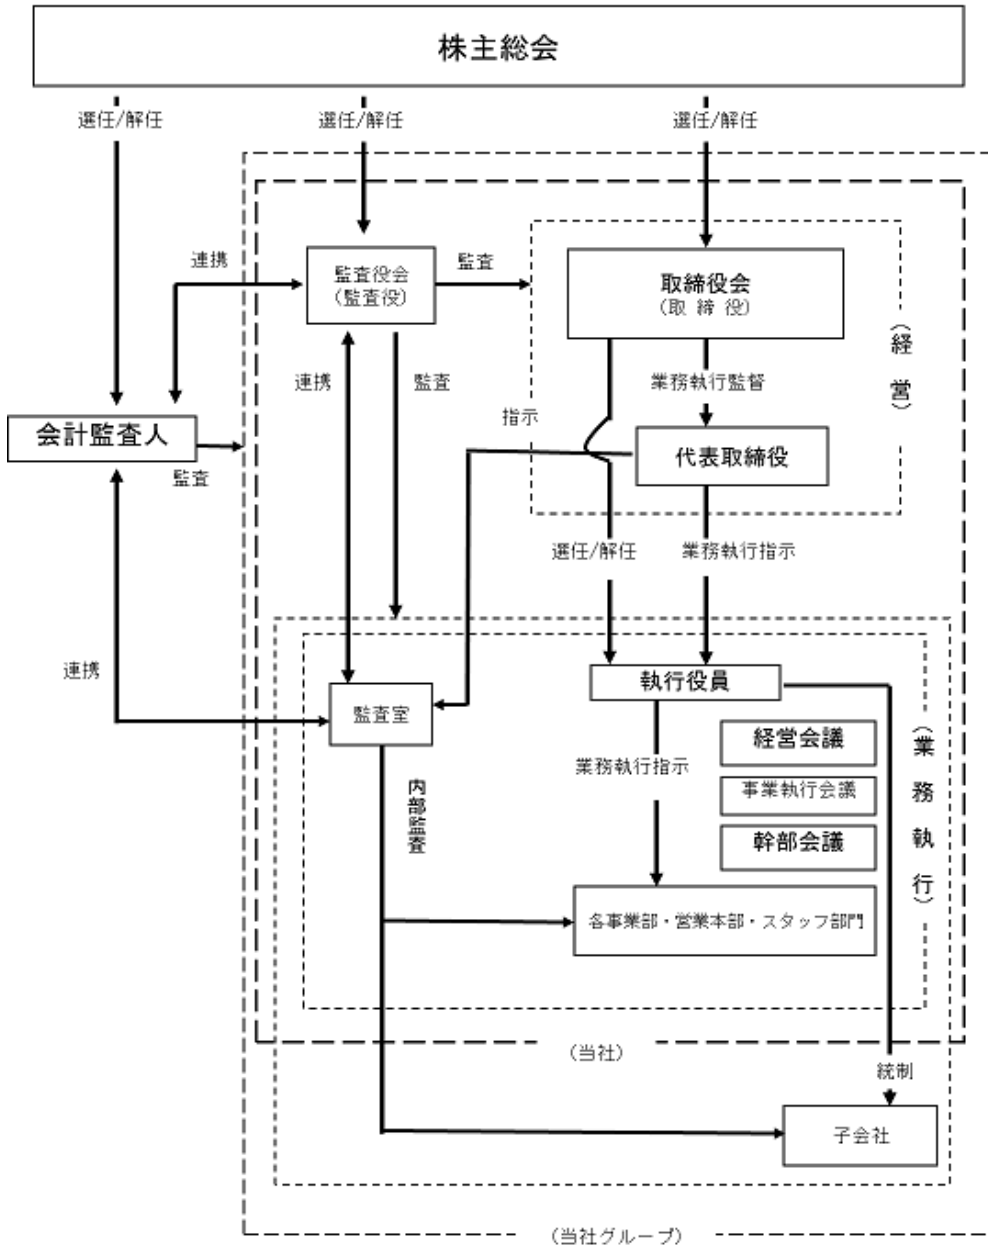 株主総会
選任/解任
選任/解任
選任/解任
連携
監査役会
(監査役)
監査
取締役会
(取 締 役)
(経営)
連携
監査
業務執行監督
指示
会計監査人
監査
代表取締役
選任/解任
業務執行指示
連携
執行役員
監査室
経営会議
業務執行指示
事業執行会議
幹部会議
(業務執行)
内部監査
各事業部・営業本部・スタッフ部門
(当社)
統制
子会社
(当社グループ)